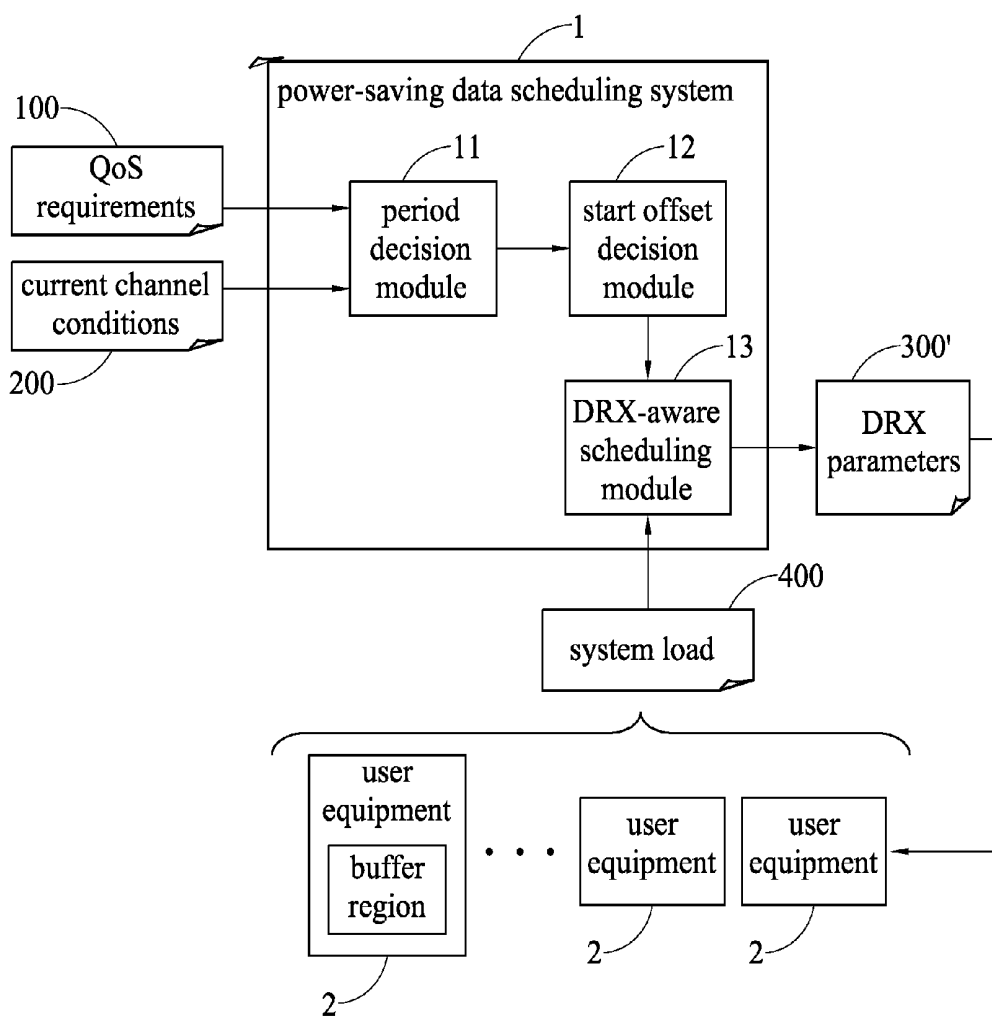 1
power-saving data scheduling system
100
QoS
requirements
11
period
decision
module
12
start offset
decision
module
current channel
conditions
200
13
DRX-aware
scheduling
module
300'
DRX
parameters
400
system load
user
equipment
buffer
region
2
• • •
user
equipment
2
user
equipment
2